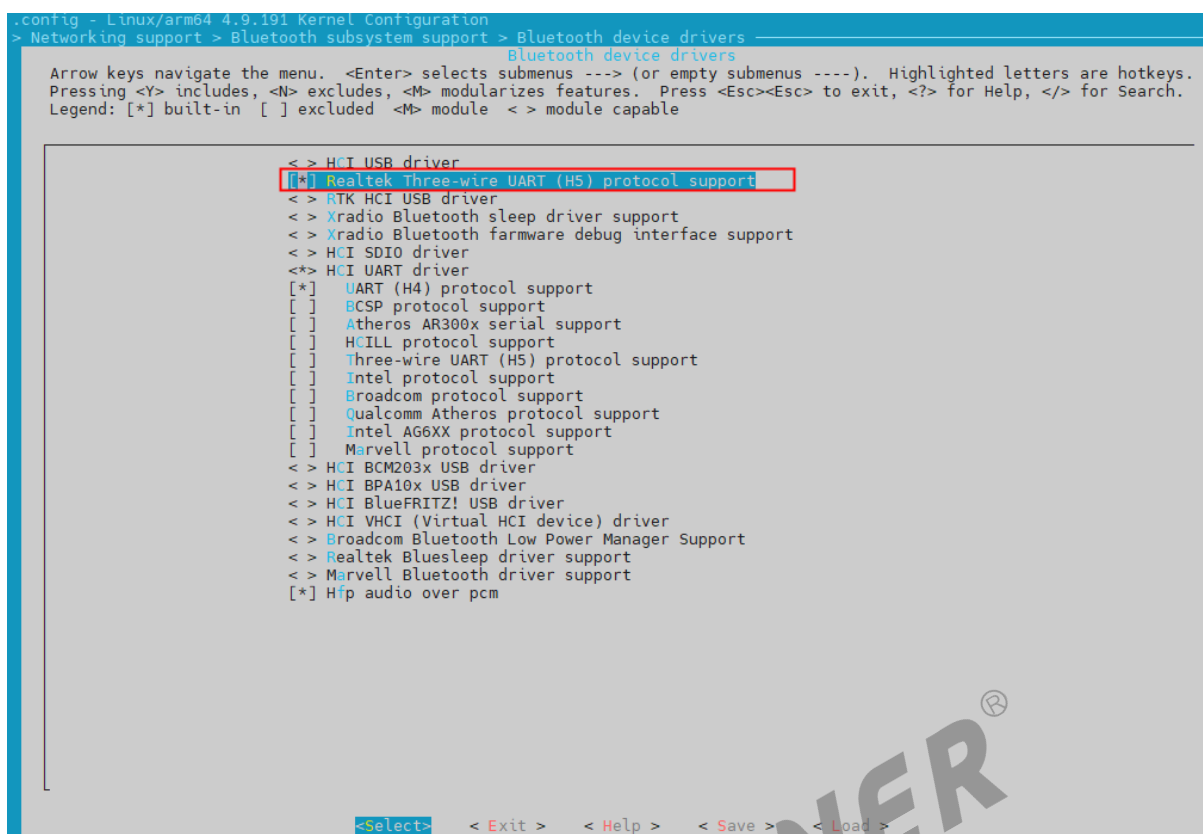 .config - Linux/arm64 4.9.191 Kernel Configuration
> Networking support > Bluetooth subsystem support > Bluetooth device drivers
Bluetooth device drivers
Arrow keys navigate the menu.  <Enter> selects submenus ---> (or empty submenus ----).  Highlighted letters are hotkeys.
Pressing <Y> includes, <N> excludes, <M> modularizes features.  Press <Esc><Esc> to exit, <?> for Help, </> for Search.
Legend: [*] built-in  [ ] excluded  <M> module  < > module capable
< > HCI USB driver
[*] Realtek Three-wire UART (H5) protocol support
< > RTK HCI USB driver
< > Xradio Bluetooth sleep driver support
< > Xradio Bluetooth farmware debug interface support
< > HCI SDIO driver
<*> HCI UART driver
[*]   UART (H4) protocol support
[ ]   BCSP protocol support
[ ]   Atheros AR300x serial support
[ ]   HCILL protocol support
[ ]   Three-wire UART (H5) protocol support
[ ]   Intel protocol support
[ ]   Broadcom protocol support
[ ]   Qualcomm Atheros protocol support
[ ]   Intel AG6XX protocol support
[ ]   Marvell protocol support
< > HCI BCM203x USB driver
< > HCI BPA10x USB driver
< > HCI BlueFRITZ! USB driver
< > HCI VHCI (Virtual HCI device) driver
< > Broadcom Bluetooth Low Power Manager Support
< > Realtek Bluesleep driver support
< > Marvell Bluetooth driver support
[*] Hfp audio over pcm
<Select>    < Exit >    < Help >    < Save >    < Load >